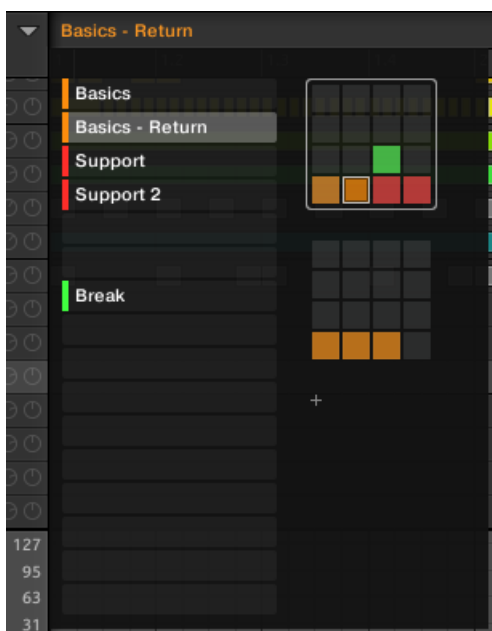 Basics - Return
Basics
Basics - Return
Support
Support 2
Break
+
127
95
63
31